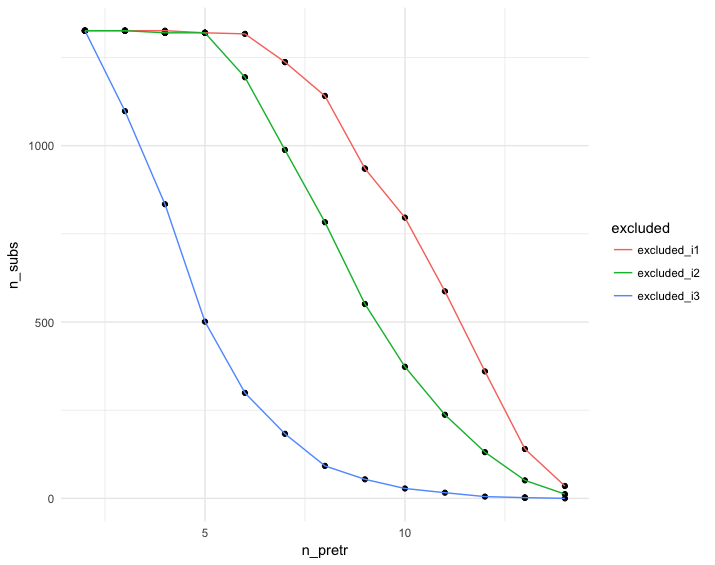 1000
500
0
5
10
n_pretr
n_subs
excluded
excluded_i1
excluded_i2
excluded_i3